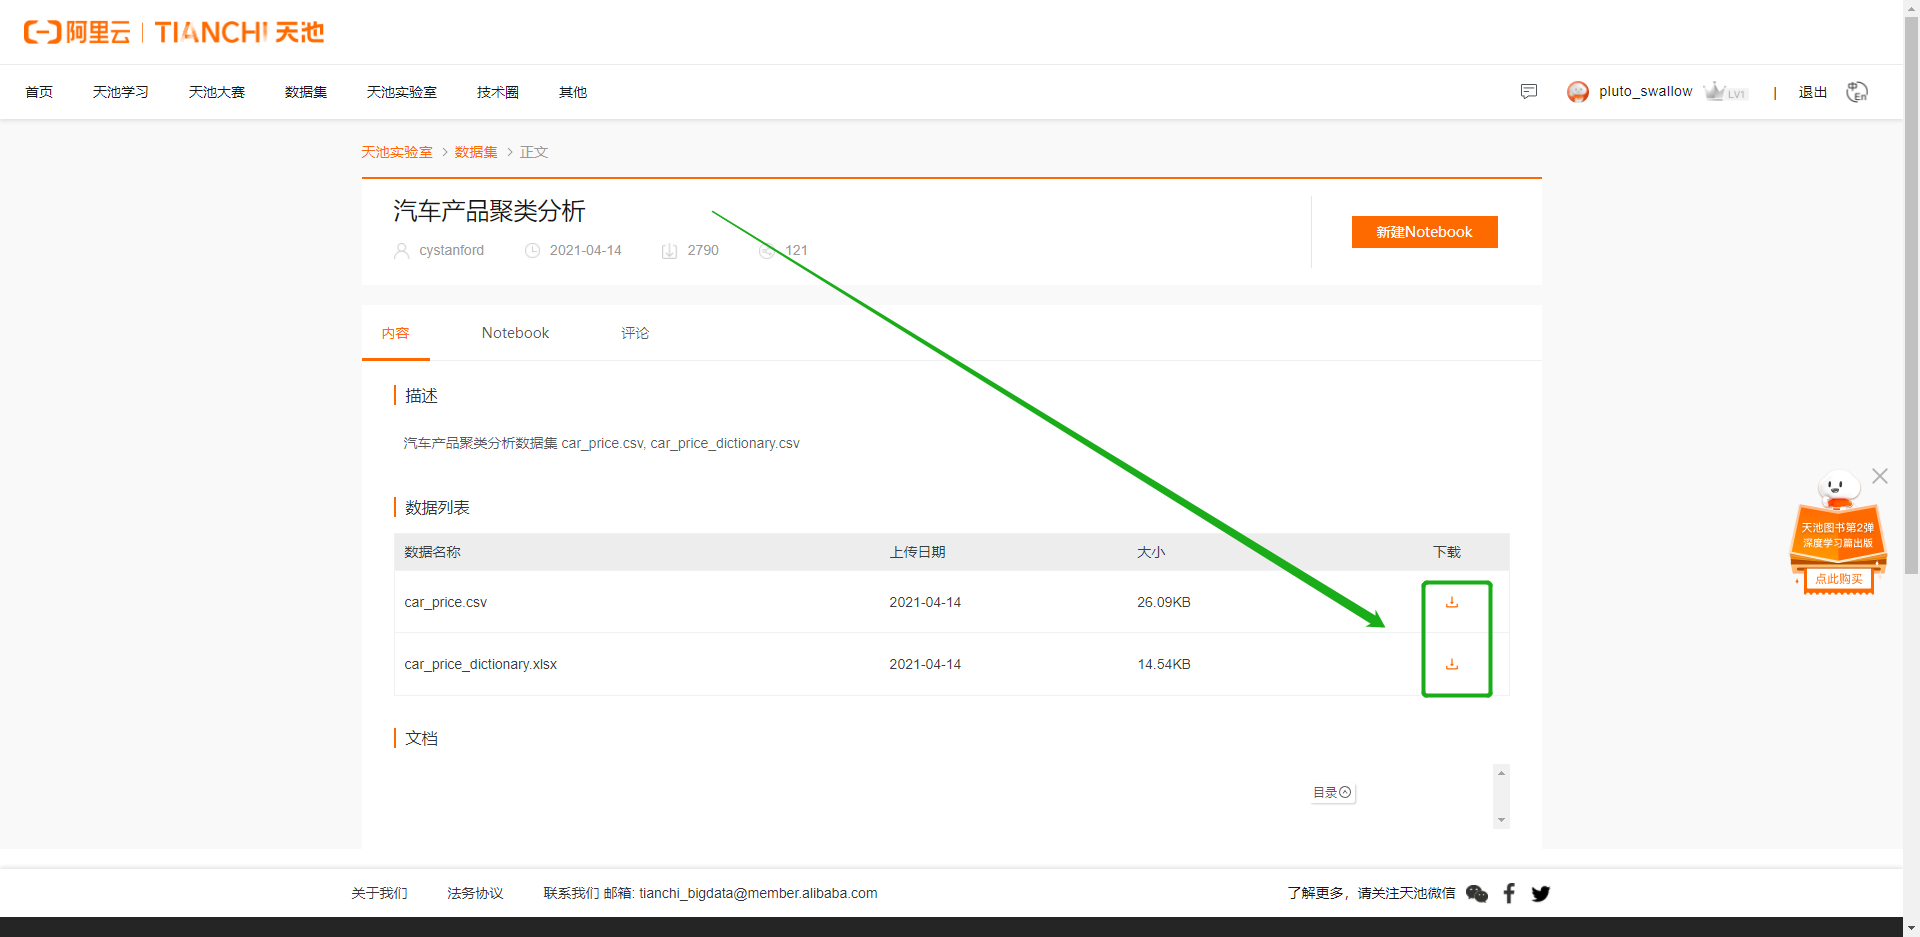 阿里云 | TIANCHI 天池
首页 天池学习 天池大赛 数据集 天池实验室 技术圈 其他 pluto_swallow LV1 | 退出 中 En
天池实验室 > 数据集 > 正文
汽车产品聚类分析
cystanford 2021-04-14 2790 121
新建Notebook
内容 Notebook 评论
描述
汽车产品聚类分析数据集 car_price.csv, car_price_dictionary.csv
数据列表
数据名称 上传日期 大小 下载
car_price.csv 2021-04-14 26.09KB
car_price_dictionary.xlsx 2021-04-14 14.54KB
天池图书第2弹
深度学习篇出版
点此购买
文档
目录
关于我们 法务协议 联系我们 邮箱: tianchi_bigdata@member.alibaba.com 了解更多，请关注天池微信